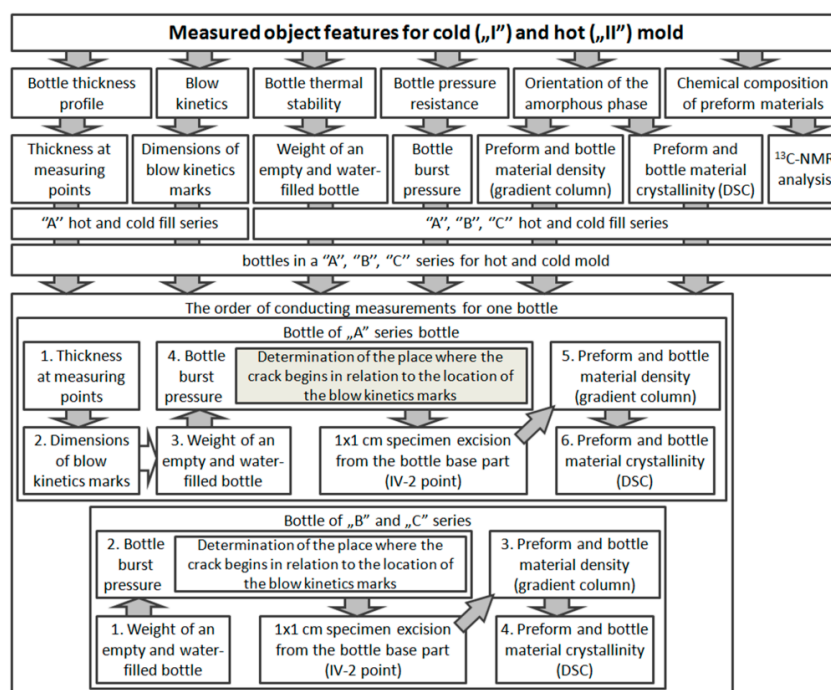 Measured object features for cold („I”) and hot („II”) mold
Bottle thickness
profile
Blow
kinetics
Bottle thermal
stability
Bottle pressure
resistance
Orientation of the
amorphous phase
Chemical composition
of preform materials
Thickness at
measuring
points
Dimensions of
blow kinetics
marks
Weight of an
empty and water-
filled bottle
Bottle
burst
pressure
Preform and bottle
material density
(gradient column)
Preform and
bottle material
crystallinity (DSC)
¹³C-NMR
analysis
“A” hot and cold fill series
“A”, “B”, “C” hot and cold fill series
bottles in a “A”, “B”, “C” series for hot and cold mold
The order of conducting measurements for one bottle
Bottle of „A” series bottle
1. Thickness
at measuring
points
2. Dimensions
of blow
kinetics marks
3. Weight of an
empty and water-
filled bottle
4. Bottle
burst
pressure
Determination of the place where the
crack begins in relation to the location of
the blow kinetics marks
1x1 cm specimen excision
from the bottle base part
(IV-2 point)
5. Preform and bottle
material density
(gradient column)
6. Preform and bottle
material crystallinity
(DSC)
Bottle of „B” and „C” series
2. Bottle
burst
pressure
Determination of the place where the
crack begins in relation to the location of
the blow kinetics marks
1. Weight of an
empty and water-
filled bottle
1x1 cm specimen excision
from the bottle base part
(IV-2 point)
3. Preform and bottle
material density
(gradient column)
4. Preform and bottle
material crystallinity
(DSC)